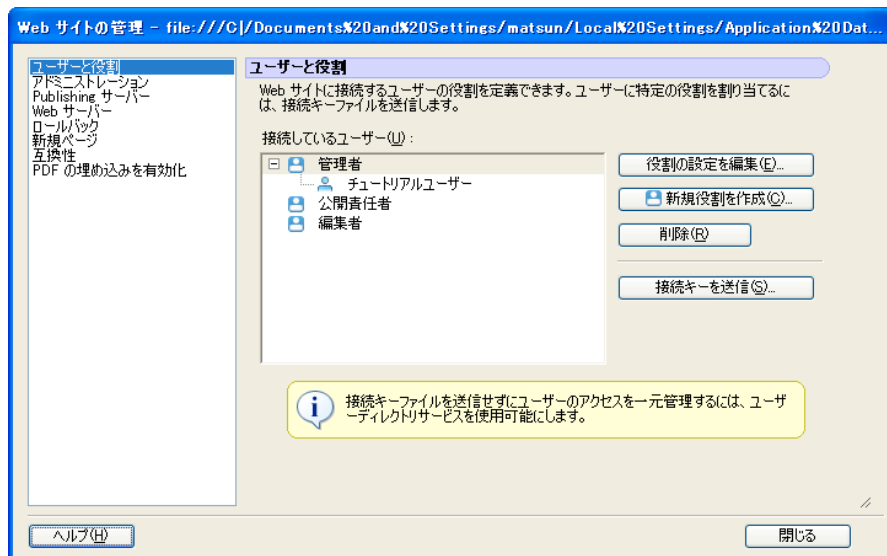 Web サイトの管理 - file:///C|/Documents%20and%20Settings/matsun/Local%20Settings/Application%20Dat...
ユーザーと役割
アドミニストレーション
Publishing サーバー
Web サーバー
ロールバック
新規ページ
互換性
PDF の埋め込みを有効化
ユーザーと役割
Web サイトに接続するユーザーの役割を定義できます。ユーザーに特定の役割を割り当てるに
は、接続キーファイルを送信します。
接続しているユーザー(U):
管理者
チュートリアルユーザー
公開責任者
編集者
役割の設定を編集(E)...
新規役割を作成(C)...
削除(R)
接続キーを送信(S)...
接続キーファイルを送信せずにユーザーのアクセスを一元管理するには、ユーザ
ーディレクトリサービスを使用可能にします。
ヘルプ(H)
閉じる